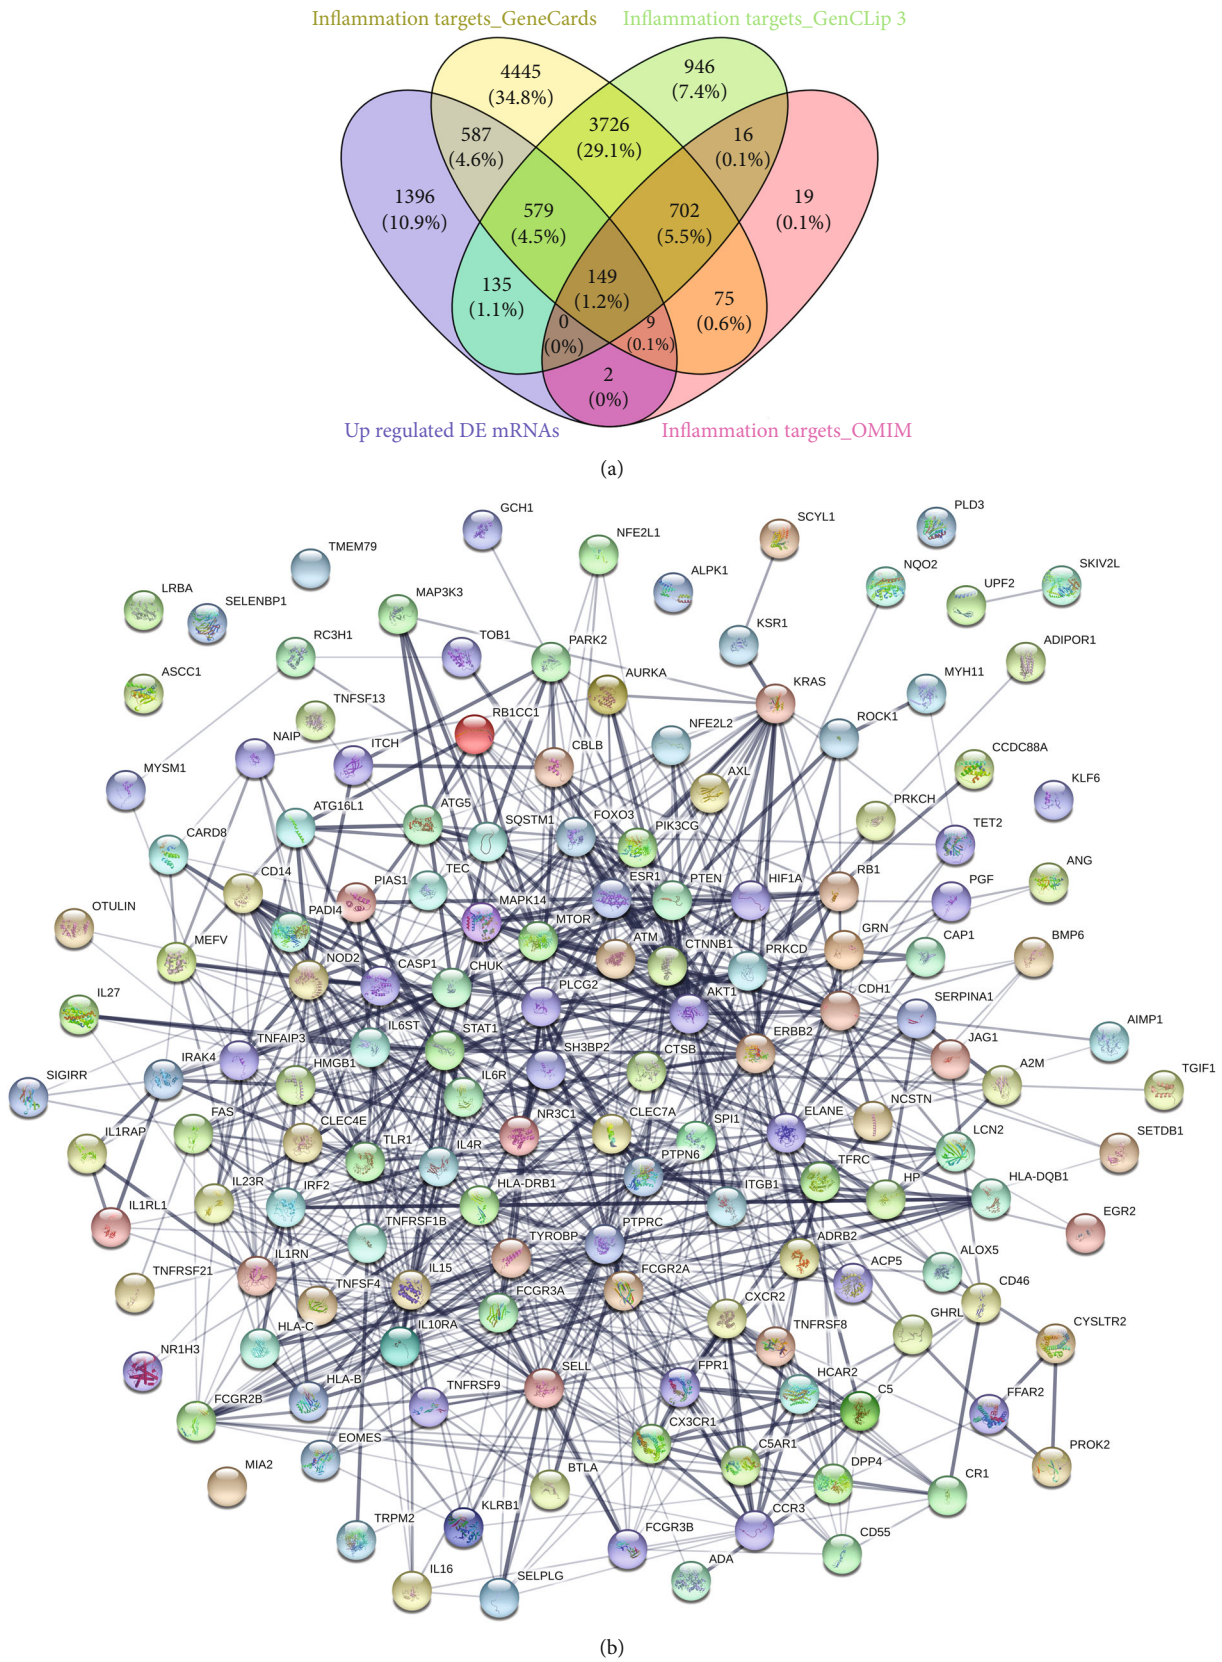 Inflammation targets_GeneCards
Inflammation targets_GenCLip 3
4445
(34.8%)
946
(7.4%)
587
(4.6%)
3726
(29.1%)
16
(0.1%)
1396
(10.9%)
579
(4.5%)
702
(5.5%)
19
(0.1%)
135
(1.1%)
149
(1.2%)
75
(0.6%)
0
(0%)
9
(0.1%)
2
(0%)
Up regulated DE mRNAs
Inflammation targets_OMIM
(a)
GCH1
SCYL1
PLD3
NFE2L1
TMEM79
ALPK1
NQO2
UPF2
SKIV2L
LRBA
SELENBP1
MAP3K3
KSR1
RC3H1
TOB1
PARK2
ADIPOR1
ASCC1
AURKA
KRAS
MYH11
TNFSF13
RB1CC1
NFE2L2
ROCK1
NAIP
ITCH
CBLB
CCDC88A
MYSM1
AXL
KLF6
ATG16L1
ATG5
SQSTM1
FOXO3
PIK3CG
PRKCH
TET2
CARD8
CD14
PIAS1
TEC
ESR1
PTEN
HIF1A
RB1
PGF
ANG
OTULIN
PADI4
MAPK14
MTOR
MEFV
NOD2
CASP1
CHUK
ATM
CTNNB1
PRKCD
GRN
CAP1
BMP6
IL27
PLCG2
AKT1
CDH1
SERPINA1
TNFAIP3
IL6ST
STAT1
ERBB2
AIMP1
IRAK4
HMGB1
SH3BP2
CTSB
JAG1
SIGIRR
IL6R
A2M
TGIF1
FAS
CLEC4E
NR3C1
CLEC7A
SPI1
ELANE
NCSTN
IL1RAP
TLR1
IL4R
PTPN6
LCN2
SETDB1
IL23R
IRF2
HLA-DRB1
ITGB1
TFRC
HP
HLA-DQB1
IL1RL1
TNFRSF1B
TYROBP
PTPRC
ADRB2
EGR2
IL1RN
TNFSF4
IL15
FCGR2A
ACP5
ALOX5
TNFRSF21
FCGR3A
CXCR2
CD46
HLA-C
IL10RA
TNFRSF8
GHRL
CYSLTR2
NR1H3
HLA-B
TNFRSF9
SELL
FPR1
HCAR2
C5
FFAR2
FCGR2B
EOMES
CX3CR1
C5AR1
MIA2
BTLA
DPP4
CR1
PROK2
TRPM2
KLRB1
FCGR3B
CCR3
CD55
IL16
SELPLG
ADA
(b)